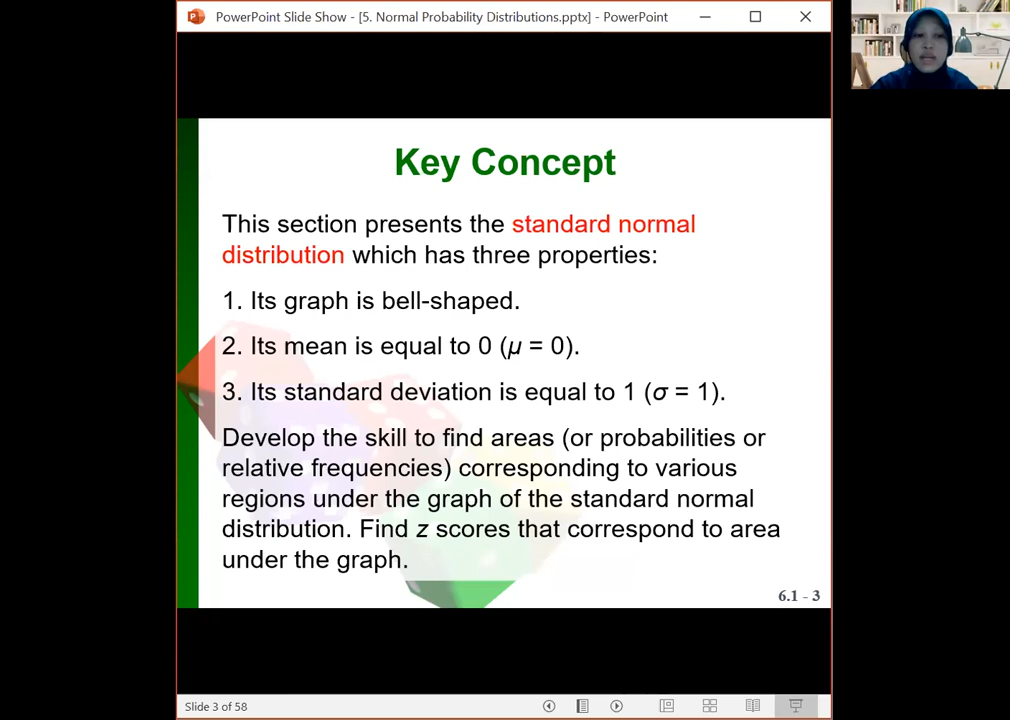 PowerPoint Slide Show - [5. Normal Probability Distributions.pptx] - PowerPoint
Key Concept
This section presents the standard normal
distribution which has three properties:
1. Its graph is bell-shaped.
2. Its mean is equal to 0 (μ = 0).
3. Its standard deviation is equal to 1 (σ = 1).
Develop the skill to find areas (or probabilities or
relative frequencies) corresponding to various
regions under the graph of the standard normal
distribution. Find z scores that correspond to area
under the graph.
6.1 - 3
Slide 3 of 58